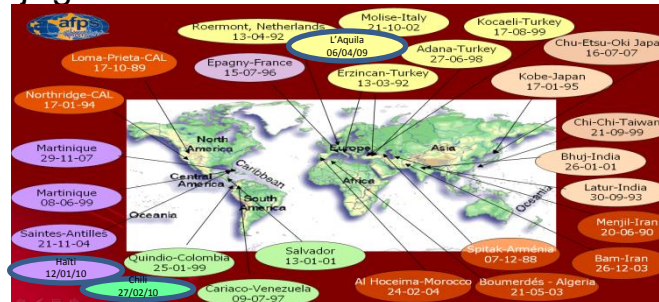 afps
Roermont, Netherlands
13-04-92
Molise-Italy
21-10-02
Kocaeli-Turkey
17-08-99
L'Aquila
06/04/09
Adana-Turkey
27-06-98
Chu-Etsu-Oki Japa
16-07-07
Loma-Prieta-CAL
17-10-89
Epagny-France
15-07-96
Erzincan-Turkey
13-03-92
Kobe-Japan
17-01-95
Northridge-CAL
17-01-94
Chi-Chi-Taiwan
21-09-99
Martinique
29-11-07
Bhuj-India
26-01-01
North
America
Europe
Asia
Caribbean
Central
America
Africa
Oceania
South
America
Oceania
Martinique
08-06-99
Latur-India
30-09-93
Saintes-Antilles
21-11-04
Menjil-Iran
20-06-90
Haïti
12/01/10
Quindio-Colombia
25-01-99
Salvador
13-01-01
Spitak-Arménia
07-12-88
Bam-Iran
26-12-03
Chili
27/02/10
Cariaco-Venezuela
09-07-97
Al Hoceima-Morocco
24-02-04
Boumerdés - Algeria
21-05-03